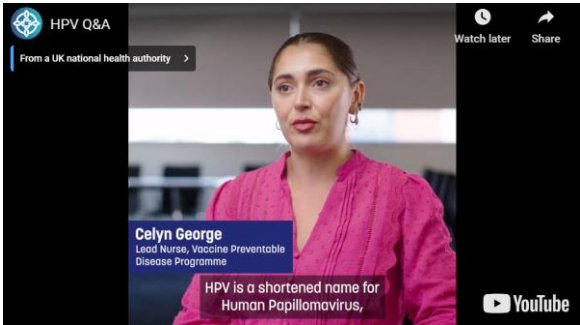 HPV Q&A
Watch later
Share
From a UK national health authority
Celyn George
Lead Nurse, Vaccine Preventable
Disease Programme
HPV is a shortened name for
Human Papillomavirus,
YouTube